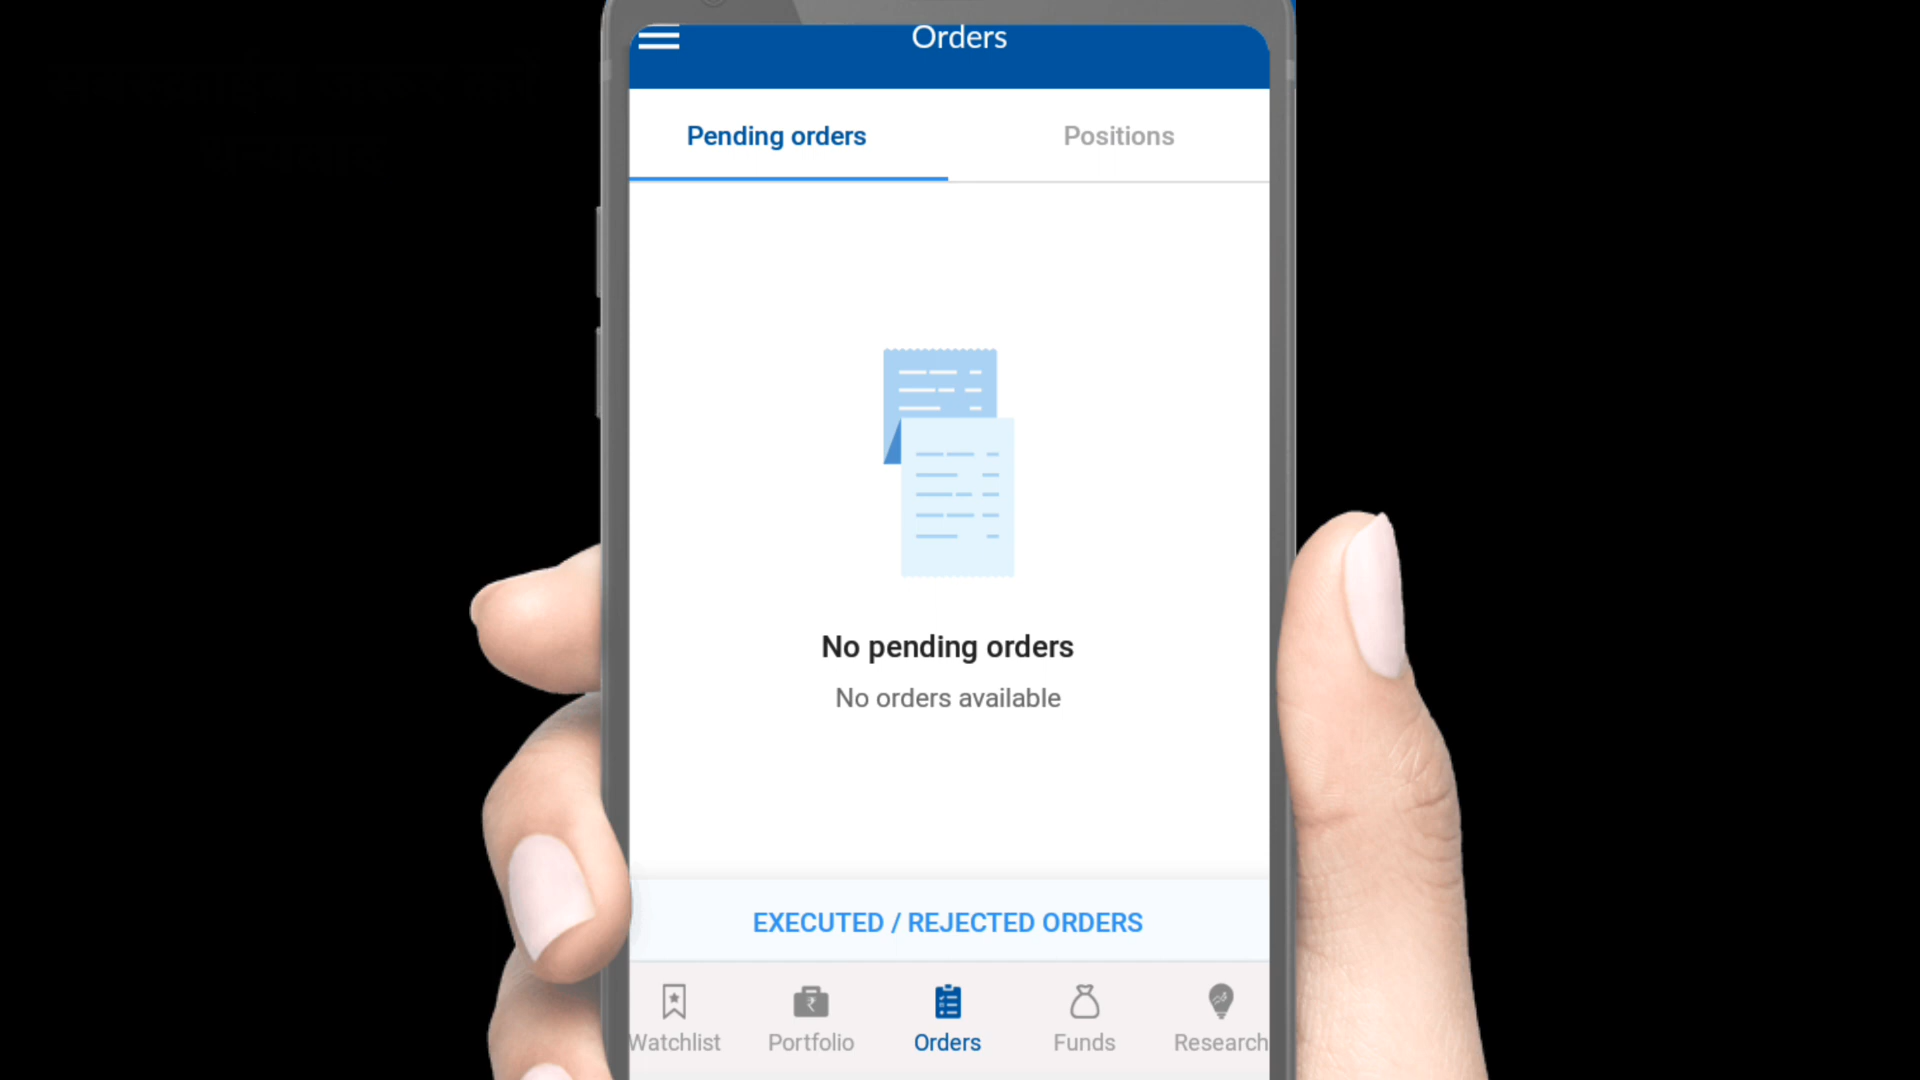 Orders
Pending orders
Positions
No pending orders
No orders available
EXECUTED / REJECTED ORDERS
Watchlist
Portfolio
Orders
Funds
Research